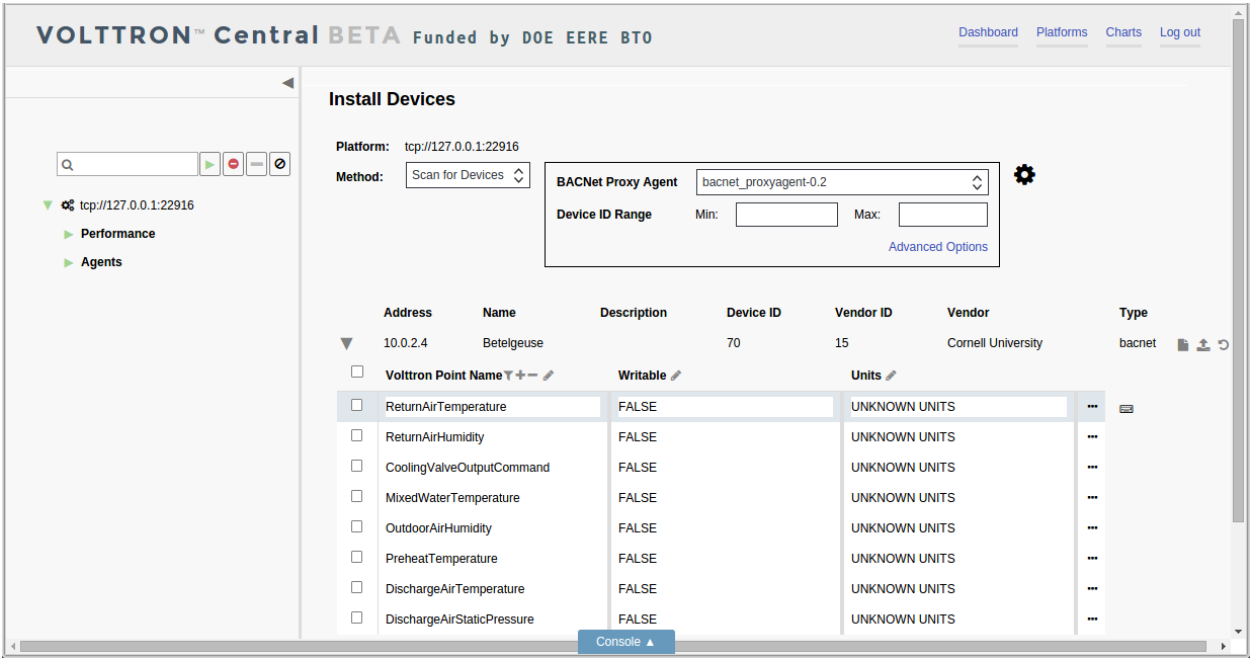 VOLTTRON™ Central BETA Funded by DOE EERE BTO
Dashboard Platforms Charts Log out
Install Devices
Platform: tcp://127.0.0.1:22916
Method: Scan for Devices
BACNet Proxy Agent bacnet_proxyagent-0.2
Device ID Range Min: Max:
Advanced Options
tcp://127.0.0.1:22916
Performance
Agents
Address Name Description Device ID Vendor ID Vendor Type
10.0.2.4 Betelgeuse 70 15 Cornell University bacnet
Volttron Point Name Writable Units
ReturnAirTemperature FALSE UNKNOWN UNITS
ReturnAirHumidity FALSE UNKNOWN UNITS
CoolingValveOutputCommand FALSE UNKNOWN UNITS
MixedWaterTemperature FALSE UNKNOWN UNITS
OutdoorAirHumidity FALSE UNKNOWN UNITS
PreheatTemperature FALSE UNKNOWN UNITS
DischargeAirTemperature FALSE UNKNOWN UNITS
DischargeAirStaticPressure FALSE UNKNOWN UNITS
Console ▲